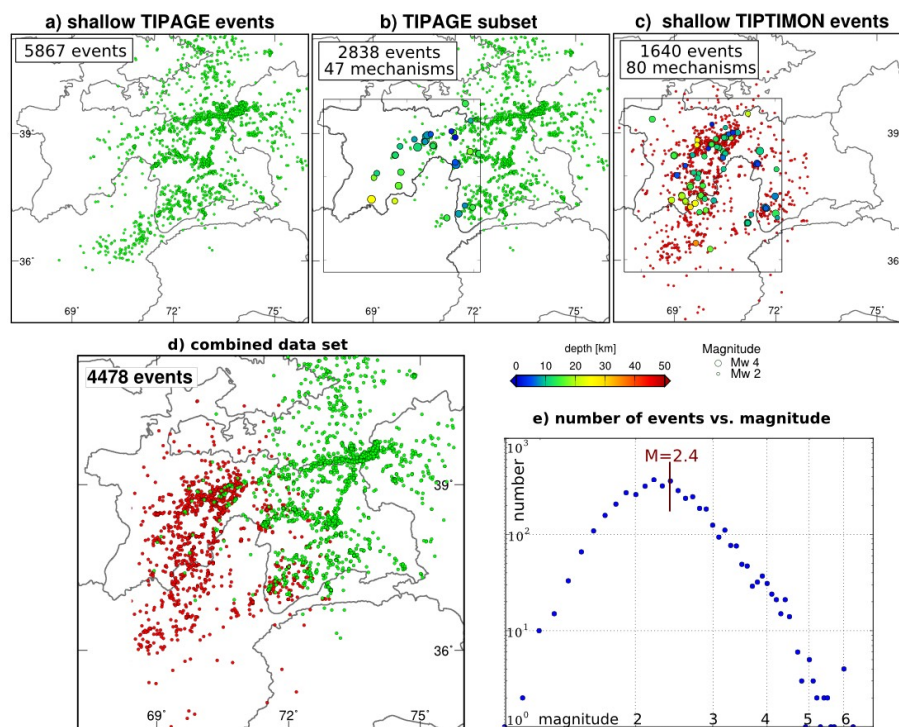 a) shallow TIPAGE events
b) TIPAGE subset
c) shallow TIPTIMON events
5867 events
2838 events
47 mechanisms
1640 events
80 mechanisms
39°
39°
36°
36°
69°
72°
75°
69°
72°
75°
69°
72°
75°
d) combined data set
4478 events
39°
39°
36°
36°
69°
72°
75°
depth [km]
0 10 20 30 40 50
Magnitude
Mw 4
Mw 2
e) number of events vs. magnitude
10³
number
M=2.4
10²
10¹
10⁰
magnitude 2 3 4 5 6